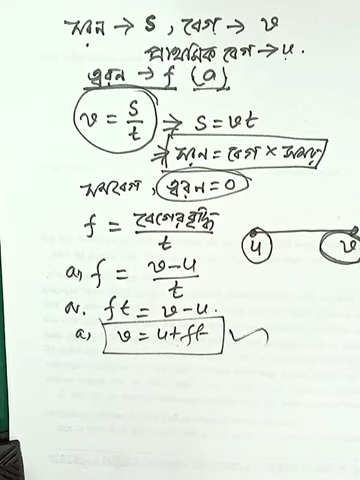 সরন → S, বেগ → v
প্রাথমিক বেগ → u.
ত্বরন → f (a)
v = S/t ⇒ S = vt
⇒ সরন = বেগ × সময়
সমবেগ, ত্বরন = 0
f = বেগের বৃদ্ধি/t
u v
বা, f = v-u/t
বা. ft = v-u.
বা, v = u+ft